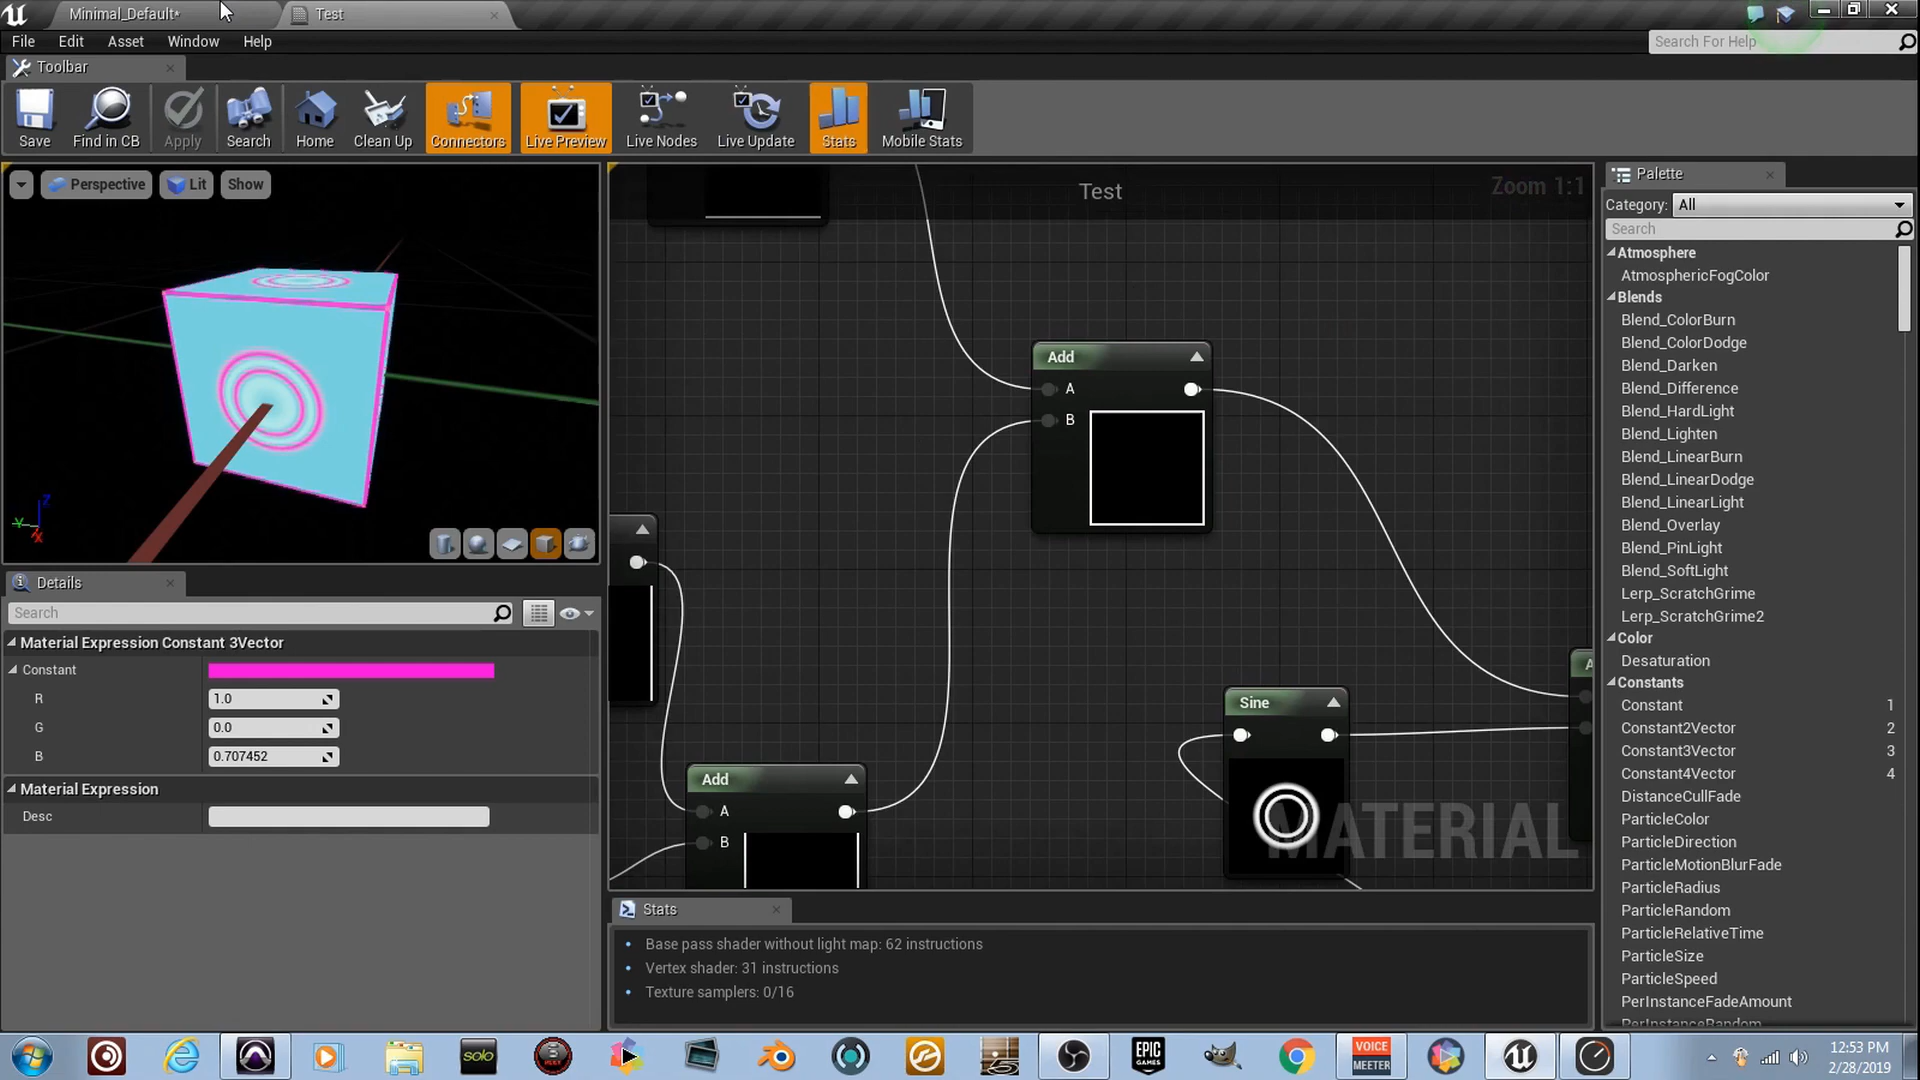 Minimal_Default*
Test
File
Edit
Asset
Window
Help
Search For Help
Toolbar
Save
Find in CB
Apply
Search
Home
Clean Up
Connectors
Live Preview
Live Nodes
Live Update
Stats
Mobile Stats
Perspective
Lit
Show
Test
Zoom 1:1
Palette
Category:
All
Search
Atmosphere
AtmosphericFogColor
Blends
Blend_ColorBurn
Blend_ColorDodge
Blend_Darken
Blend_Difference
Blend_HardLight
Blend_Lighten
Blend_LinearBurn
Blend_LinearDodge
Blend_LinearLight
Blend_Overlay
Blend_PinLight
Blend_SoftLight
Lerp_ScratchGrime
Lerp_ScratchGrime2
Color
Desaturation
Constants
Constant 1
Constant2Vector 2
Constant3Vector 3
Constant4Vector 4
DistanceCullFade
ParticleColor
ParticleDirection
ParticleMotionBlurFade
ParticleRadius
ParticleRandom
ParticleRelativeTime
ParticleSize
ParticleSpeed
PerInstanceFadeAmount
PerInstanceRandom
Add
A
B
Add
A
B
Sine
A
MATERIAL
Z
Y
X
Details
Search
Material Expression Constant 3Vector
Constant
R 1.0
G 0.0
B 0.707452
Material Expression
Desc
Stats
Base pass shader without light map: 62 instructions
Vertex shader: 31 instructions
Texture samplers: 0/16
solo
EPIC
GAMES
VOICE
MEETER
12:53 PM
2/28/2019